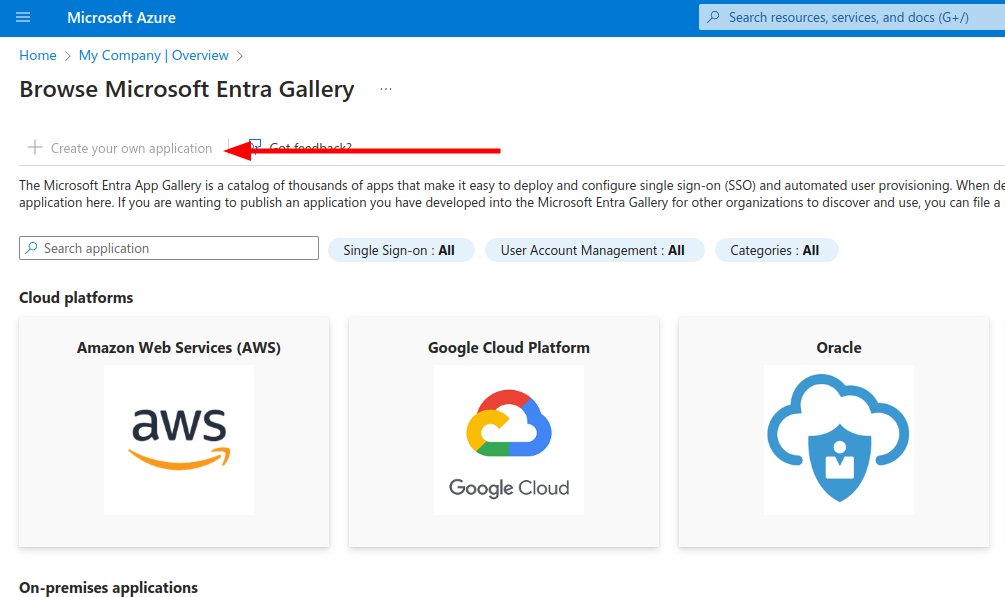 Microsoft Azure
Search resources, services, and docs (G+/)
Home > My Company | Overview >
Browse Microsoft Entra Gallery ...
+ Create your own application
Got feedback?
The Microsoft Entra App Gallery is a catalog of thousands of apps that make it easy to deploy and configure single sign-on (SSO) and automated user provisioning. When de
application here. If you are wanting to publish an application you have developed into the Microsoft Entra Gallery for other organizations to discover and use, you can file a
Search application
Single Sign-on : All
User Account Management : All
Categories : All
Cloud platforms
Amazon Web Services (AWS)
Google Cloud Platform
Oracle
aws
Google Cloud
On-premises applications